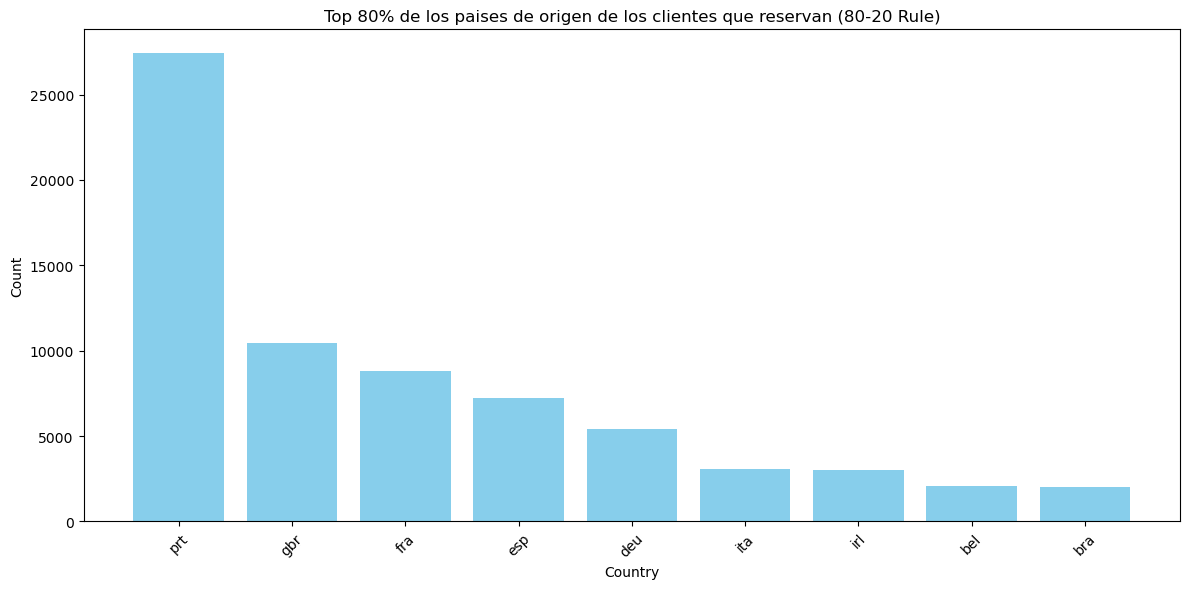 Top 80% de los paises de origen de los clientes que reservan (80-20 Rule)
Count
25000
20000
15000
10000
5000
0
prt
gbr
fra
esp
deu
ita
irl
bel
bra
Country